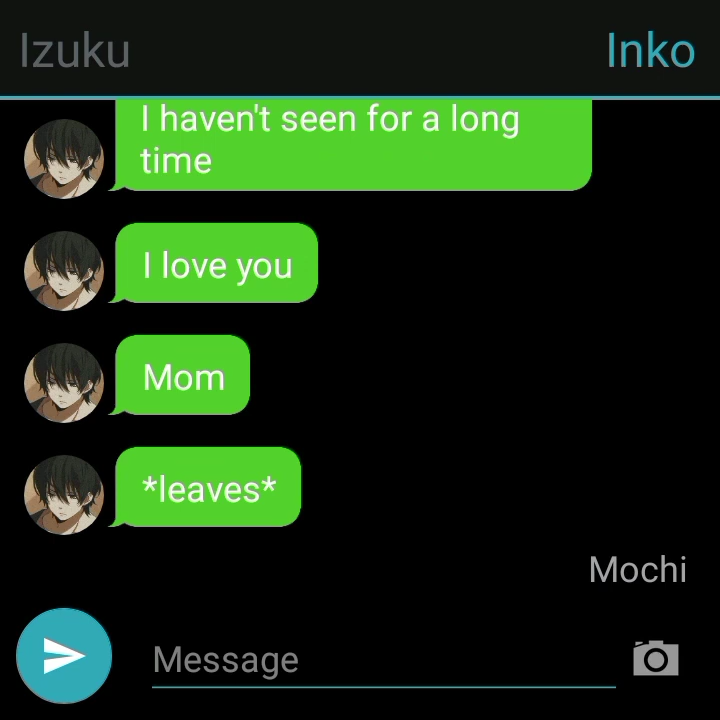 Izuku
Inko
I haven't seen for a long
time
I love you
Mom
*leaves*
Mochi
Message